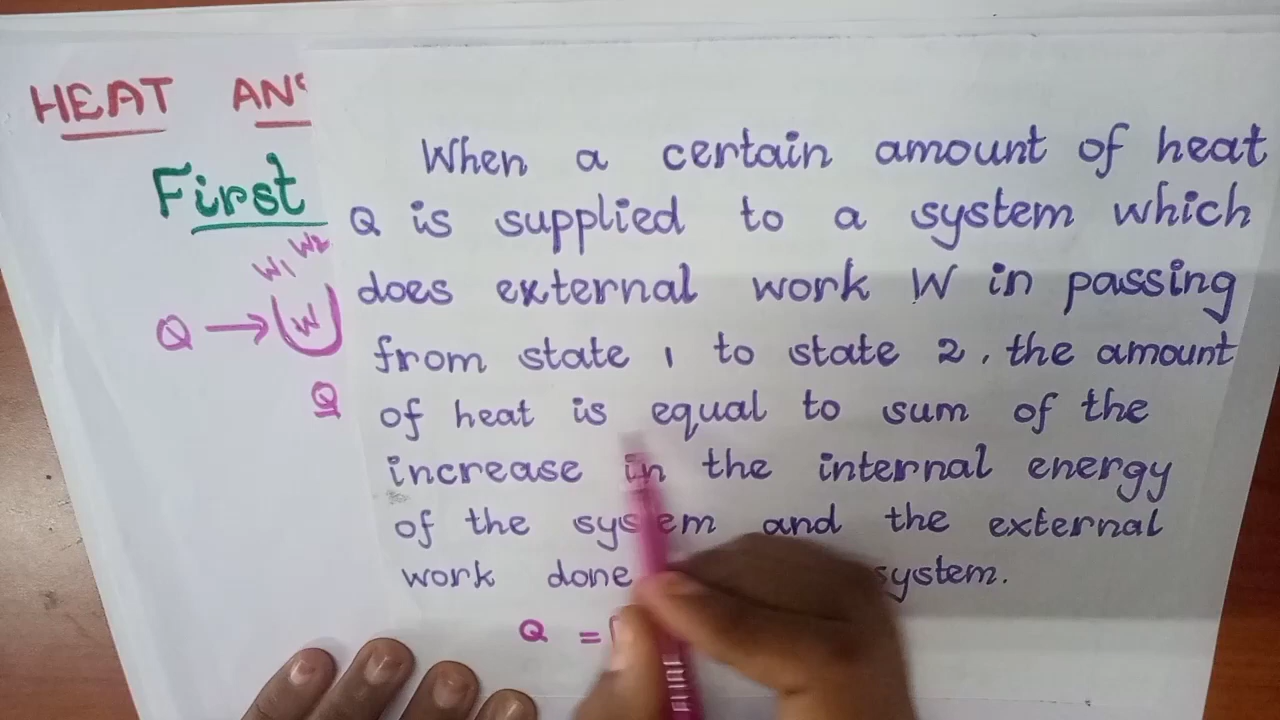 HEAT AN
First
When a certain amount of heat
Q is supplied to a system which
does external work W in passing
from state 1 to state 2. the amount
of heat is equal to sum of the
increase in the internal energy
of the system and the external
work done system.
W1 W2
Q → W
Q
Q =